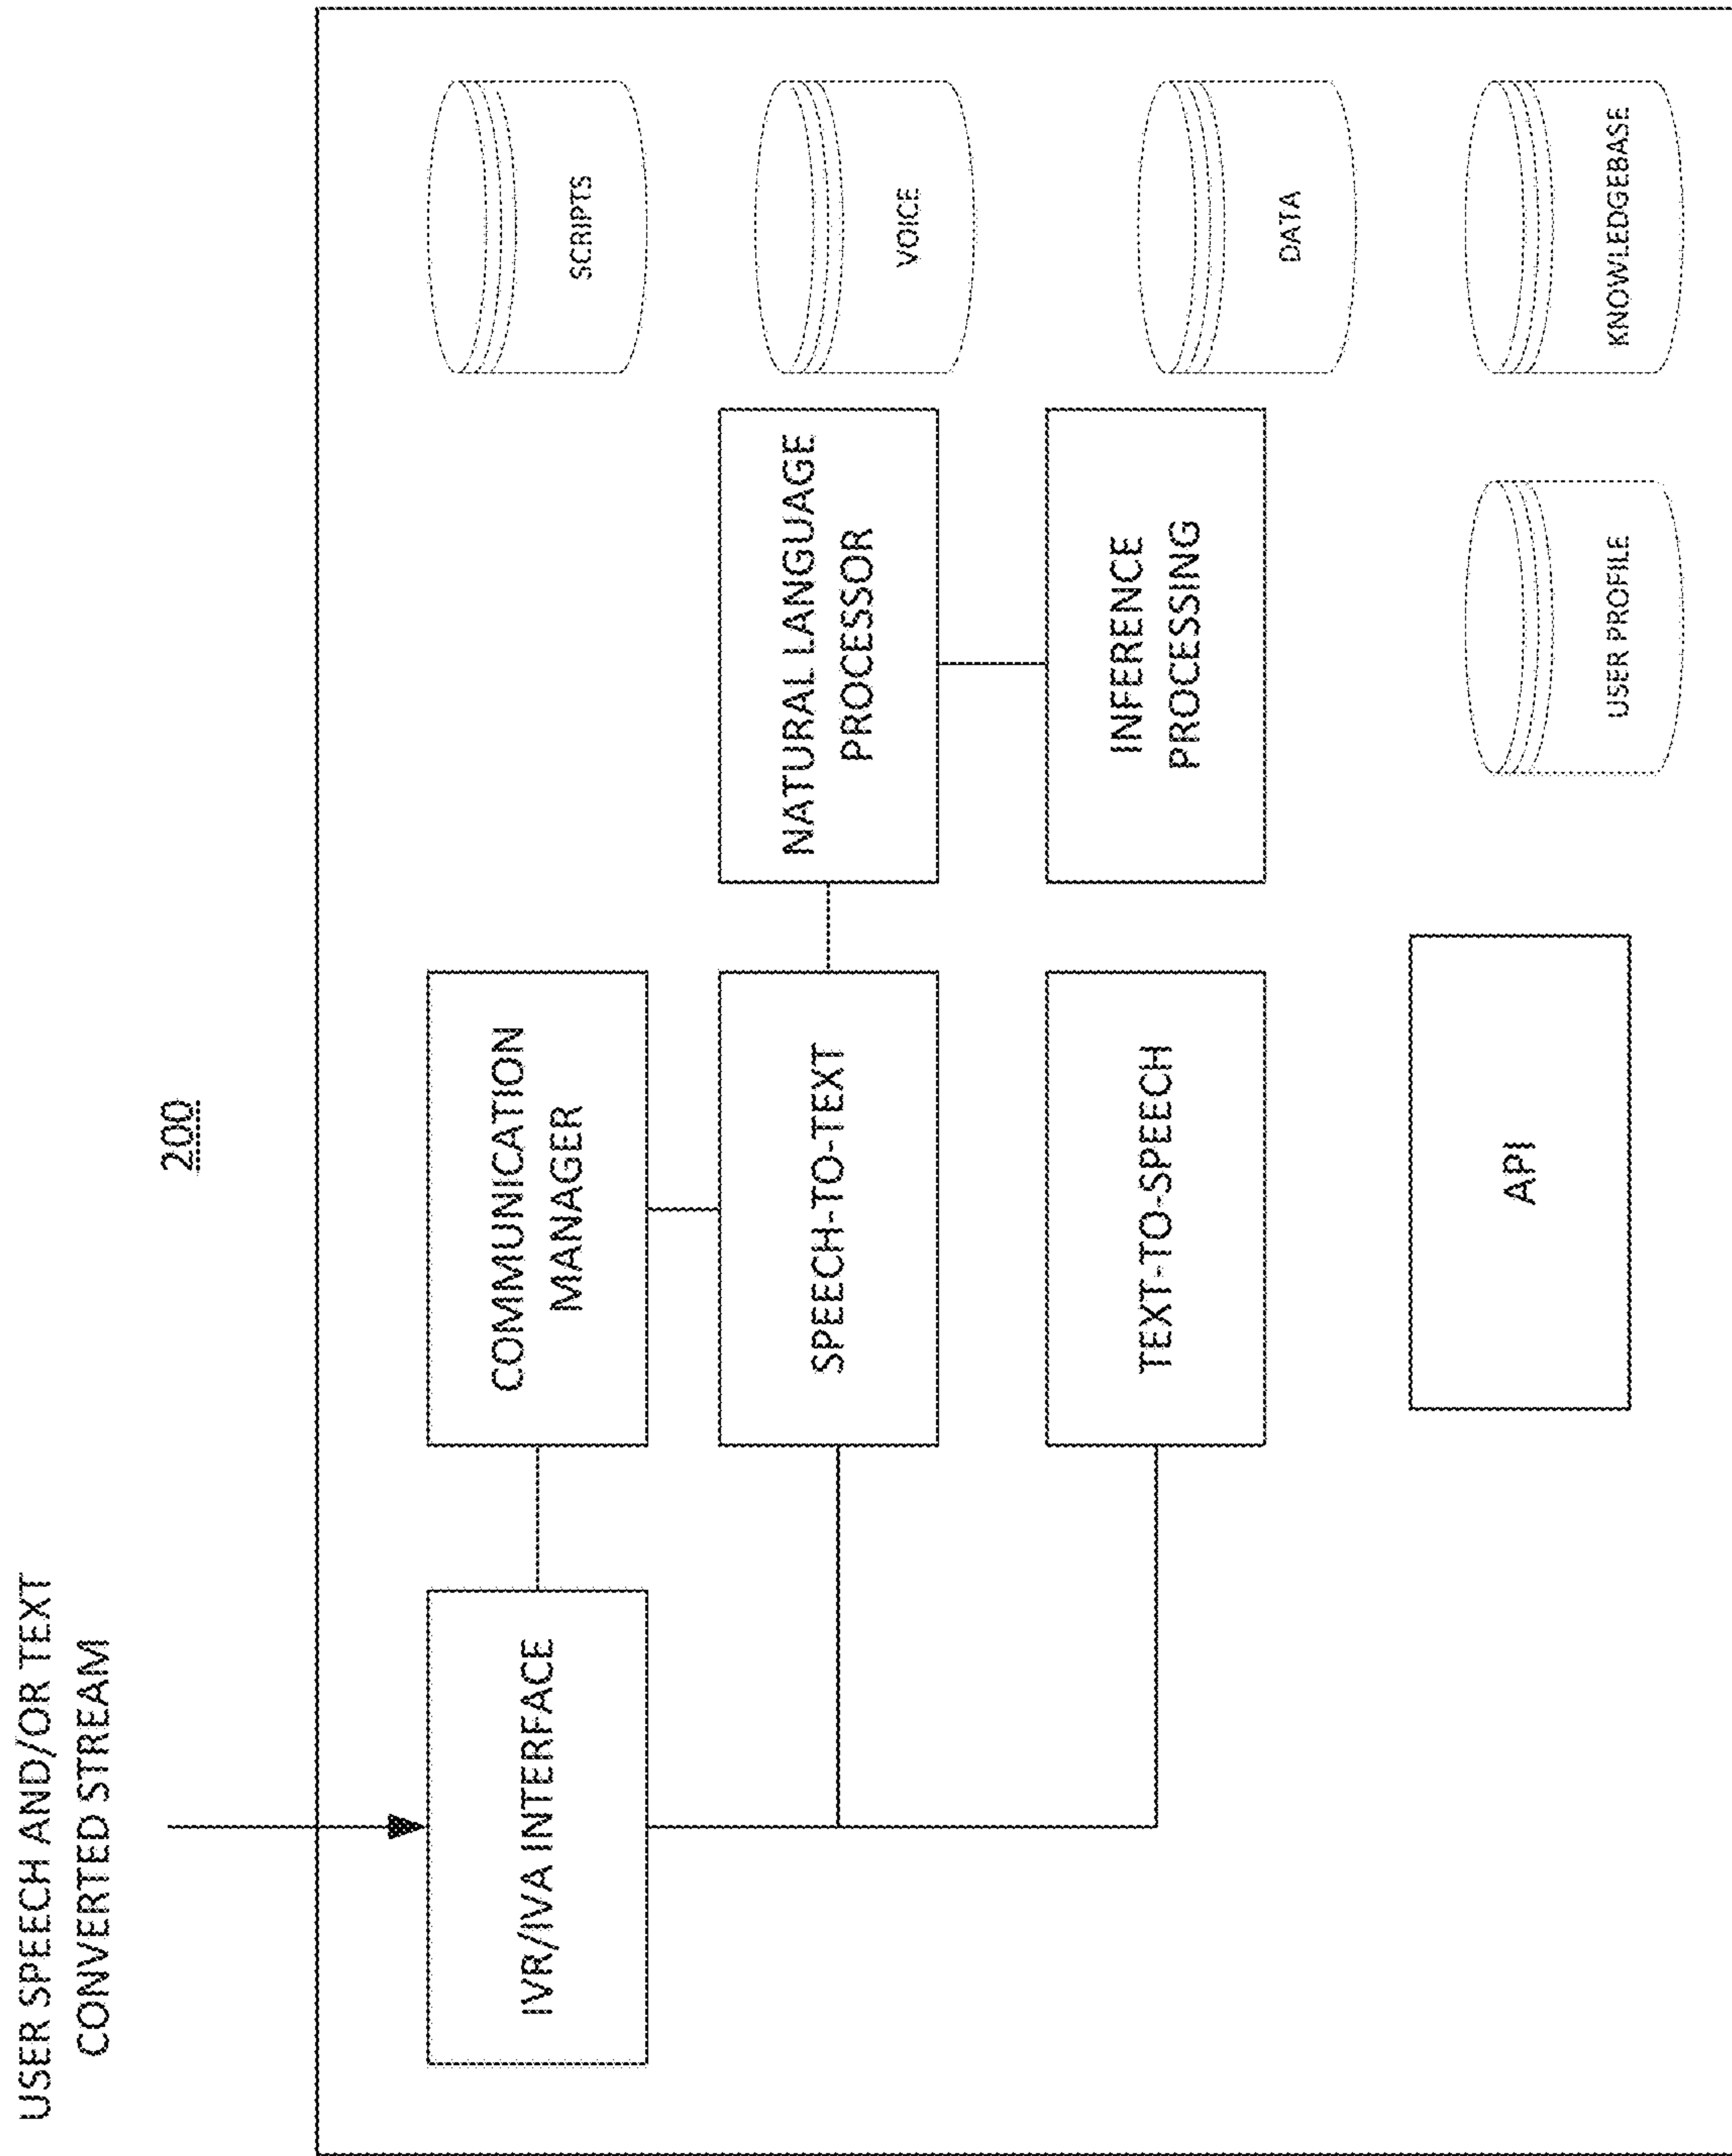 USER SPEECH AND/OR TEXT
CONVERTED STREAM
200
IVR/IVA INTERFACE
COMMUNICATION
MANAGER
SCRIPTS
SPEECH-TO-TEXT
NATURAL LANGUAGE
PROCESSOR
VOICE
TEXT-TO-SPEECH
INFERENCE
PROCESSING
DATA
API
USER PROFILE
KNOWLEDGEBASE